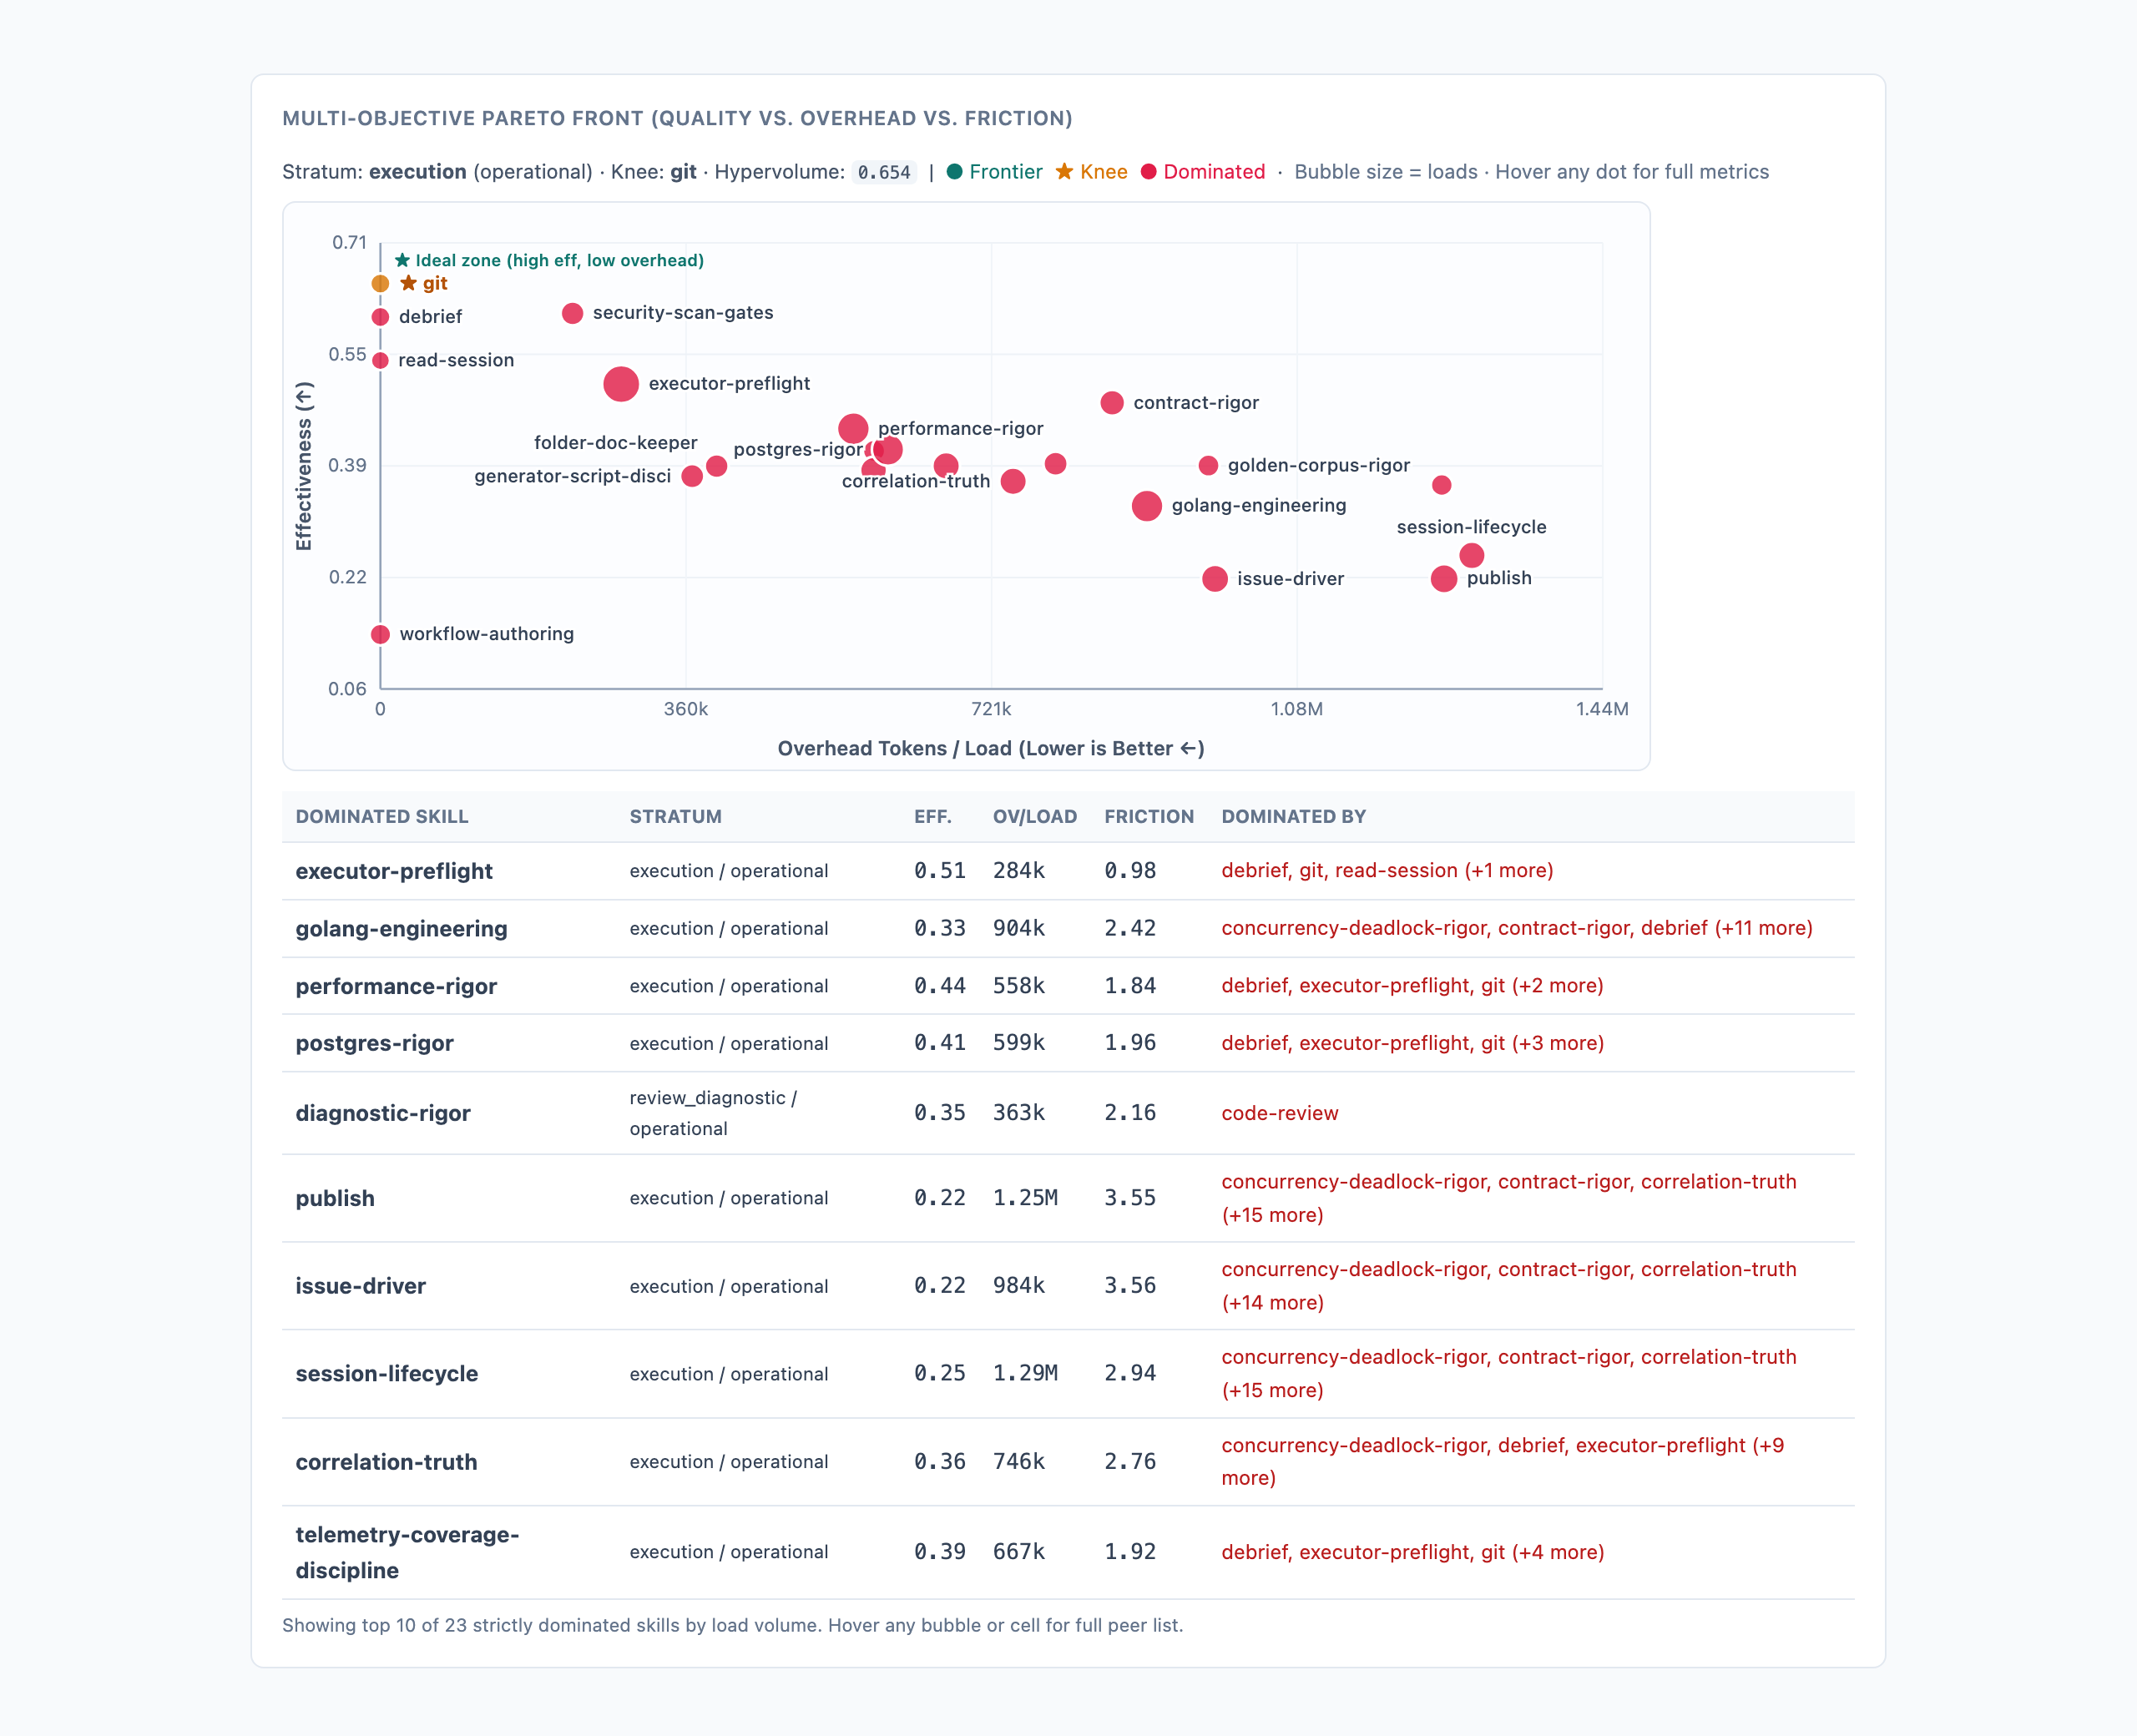 MULTI-OBJECTIVE PARETO FRONT (QUALITY VS. OVERHEAD VS. FRICTION)
Stratum: execution (operational) · Knee: git · Hypervolume: 0.654 | ● Frontier ★ Knee ● Dominated · Bubble size = loads · Hover any dot for full metrics
0.71
★ Ideal zone (high eff, low overhead)
★ git
debrief
security-scan-gates
0.55
read-session
executor-preflight
contract-rigor
performance-rigor
folder-doc-keeper
postgres-rigor
0.39
golden-corpus-rigor
generator-script-disci
correlation-truth
golang-engineering
session-lifecycle
0.22
issue-driver
publish
workflow-authoring
0.06
Effectiveness (↑)
0
360k
721k
1.08M
1.44M
Overhead Tokens / Load (Lower is Better ←)
DOMINATED SKILL STRATUM EFF. OV/LOAD FRICTION DOMINATED BY
executor-preflight execution / operational 0.51 284k 0.98 debrief, git, read-session (+1 more)
golang-engineering execution / operational 0.33 904k 2.42 concurrency-deadlock-rigor, contract-rigor, debrief (+11 more)
performance-rigor execution / operational 0.44 558k 1.84 debrief, executor-preflight, git (+2 more)
postgres-rigor execution / operational 0.41 599k 1.96 debrief, executor-preflight, git (+3 more)
diagnostic-rigor review_diagnostic /
operational 0.35 363k 2.16 code-review
publish execution / operational 0.22 1.25M 3.55 concurrency-deadlock-rigor, contract-rigor, correlation-truth
(+15 more)
issue-driver execution / operational 0.22 984k 3.56 concurrency-deadlock-rigor, contract-rigor, correlation-truth
(+14 more)
session-lifecycle execution / operational 0.25 1.29M 2.94 concurrency-deadlock-rigor, contract-rigor, correlation-truth
(+15 more)
correlation-truth execution / operational 0.36 746k 2.76 concurrency-deadlock-rigor, debrief, executor-preflight (+9
more)
telemetry-coverage-
discipline execution / operational 0.39 667k 1.92 debrief, executor-preflight, git (+4 more)
Showing top 10 of 23 strictly dominated skills by load volume. Hover any bubble or cell for full peer list.